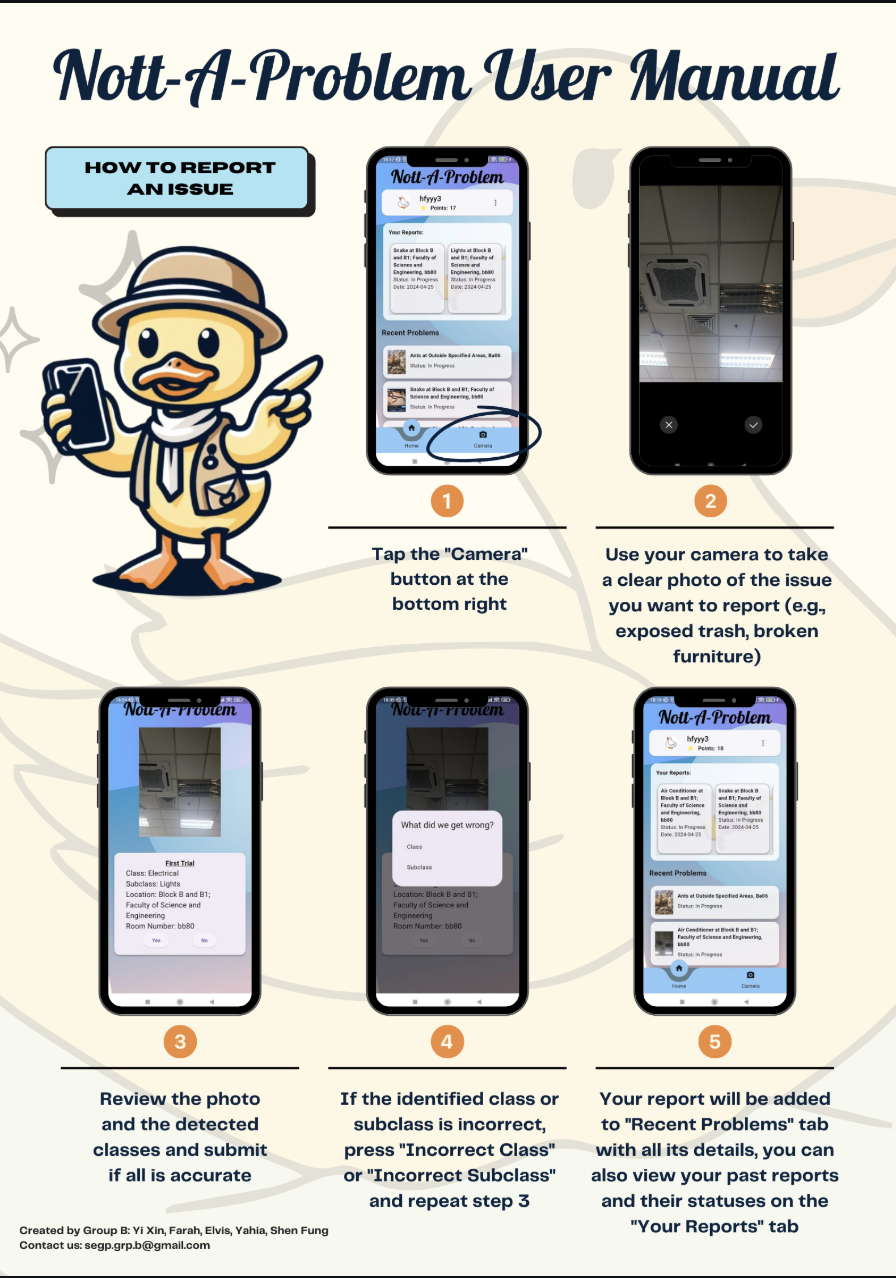 Nott-A-Problem User Manual
HOW TO REPORT
AN ISSUE
Nott-A-Problem
hfyyy3
Points: 17
Your Reports:
Snake at Block B
and B1; Faculty of
Science and
Engineering, bb80
Status: In Progress
Date: 2024-04-25
Lights at Block B
and B1; Faculty of
Science and
Engineering, bb80
Status: In Progress
Date: 2024-04-25
Recent Problems
Ants at Outside Specified Areas, Ba06
Status: In Progress
Snake at Block B and B1; Faculty of
Science and Engineering, bb80
Status: In Progress
Home
Camera
1
Tap the "Camera"
button at the
bottom right
2
Use your camera to take
a clear photo of the issue
you want to report (e.g.,
exposed trash, broken
furniture)
Nott-A-Problem
First Trial
Class: Electrical
Subclass: Lights
Location: Block B and B1;
Faculty of Science and
Engineering
Room Number: bb80
Yes
No
3
Review the photo
and the detected
classes and submit
if all is accurate
Nott-A-Problem
What did we get wrong?
Class
Subclass
Location: Block B and B1;
Faculty of Science and
Engineering
Room Number: bb80
Yes
No
4
If the identified class or
subclass is incorrect,
press "Incorrect Class"
or "Incorrect Subclass"
and repeat step 3
Nott-A-Problem
hfyyy3
Points: 18
Your Reports:
Air Conditioner at
Block B and B1;
Faculty of Science
and Engineering,
bb80
Status: In Progress
Date: 2024-04-25
Snake at Block B
and B1; Faculty of
Science and
Engineering, bb80
Status: In Progress
Date: 2024-04-25
Recent Problems
Ants at Outside Specified Areas, Ba06
Status: In Progress
Air Conditioner at Block B and B1;
Faculty of Science and Engineering,
bb80
Status: In Progress
Home
Camera
5
Your report will be added
to "Recent Problems" tab
with all its details, you can
also view your past reports
and their statuses on the
"Your Reports" tab
Created by Group B: Yi Xin, Farah, Elvis, Yahia, Shen Fung
Contact us: segp.grp.b@gmail.com